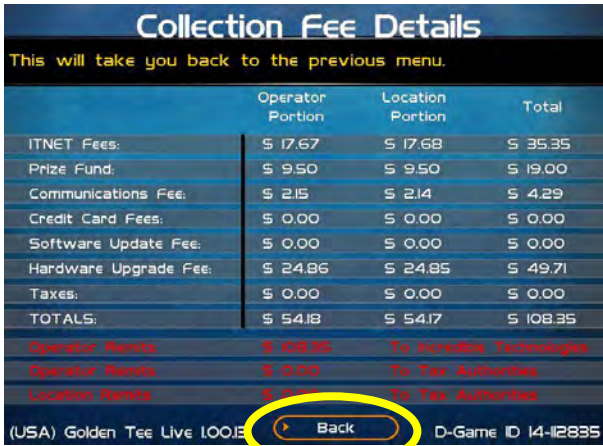 Collection Fee Details
This will take you back to the previous menu.
Operator Portion Location Portion Total
ITNET Fees: $ 17.67 $ 17.68 $ 35.35
Prize Fund: $ 9.50 $ 9.50 $ 19.00
Communications Fee: $ 2.15 $ 2.14 $ 4.29
Credit Card Fees: $ 0.00 $ 0.00 $ 0.00
Software Update Fee: $ 0.00 $ 0.00 $ 0.00
Hardware Upgrade Fee: $ 24.86 $ 24.85 $ 49.71
Taxes: $ 0.00 $ 0.00 $ 0.00
TOTALS: $ 54.18 $ 54.17 $ 108.35
Operator Remits $ 108.35 To Incredible Technologies
Operator Remits $ 0.00 To Tax Authorities
Location Remits $ 0.00 To Tax Authorities
(USA) Golden Tee Live 1.00.13 Back D-Game ID 14-112835